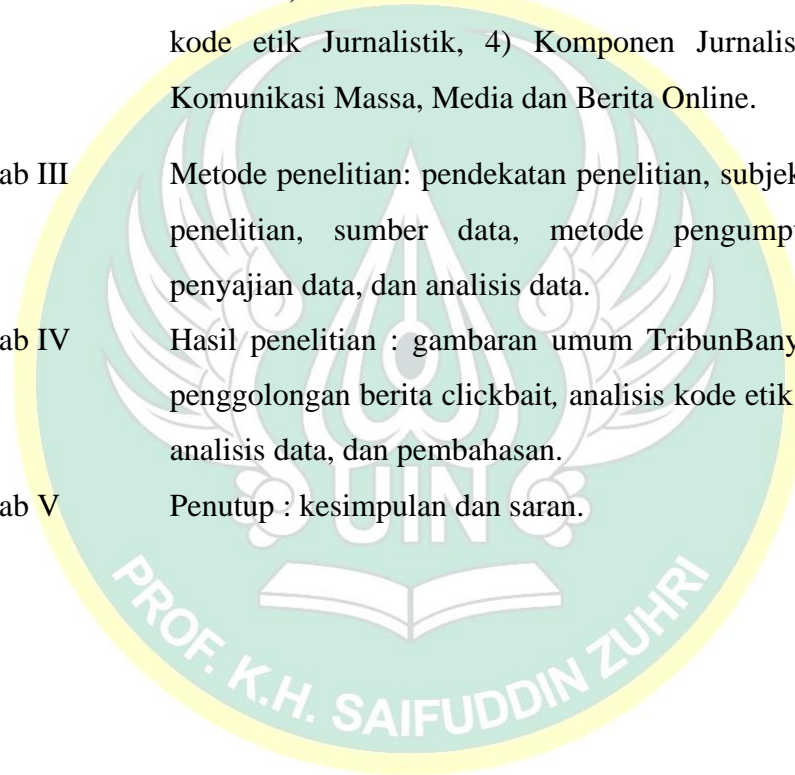 kode etik Jurnalistik, 4) Komponen Jurnalis
Komunikasi Massa, Media dan Berita Online.
ab III Metode penelitian: pendekatan penelitian, subjek
penelitian, sumber data, metode pengumpu
penyajian data, dan analisis data.
ab IV Hasil penelitian : gambaran umum TribunBany
penggolongan berita clickbait, analisis kode etik
analisis data, dan pembahasan.
ab V Penutup : kesimpulan dan saran.
UIN
PROF. K.H. SAIFUDDIN ZUHRI